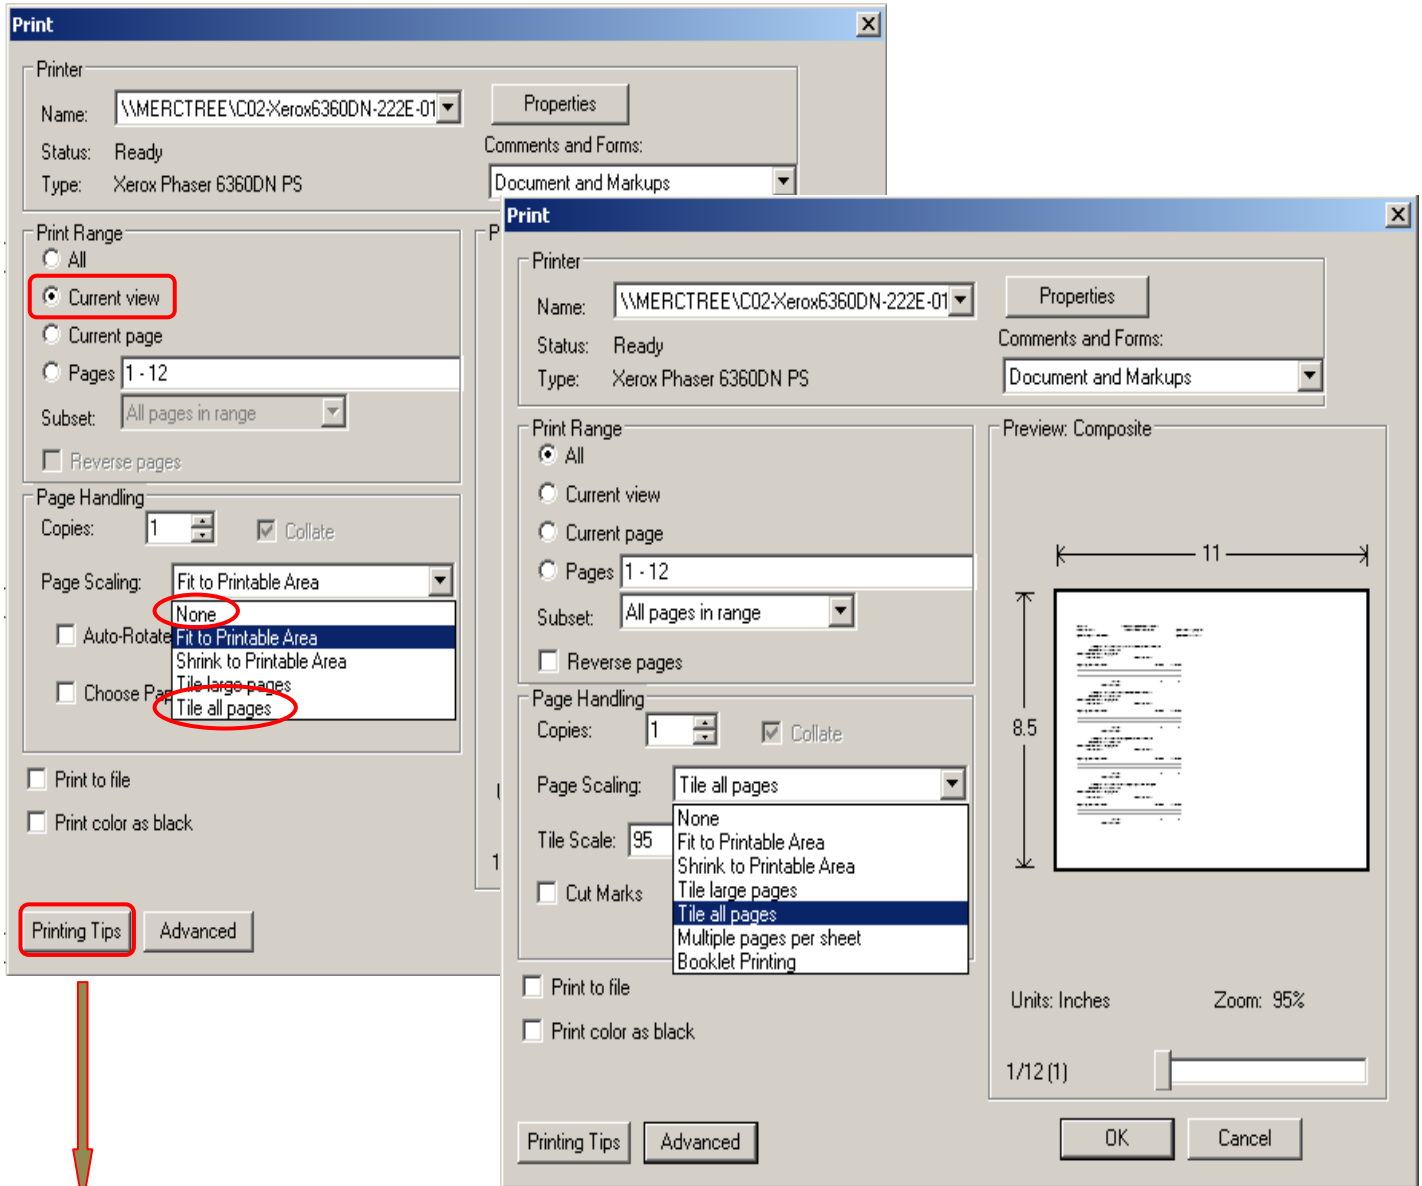 Print
Printer
Name: \\MERCTREE\C02-Xerox6360DN-222E-01
Properties
Status: Ready
Comments and Forms:
Type: Xerox Phaser 6360DN PS
Document and Markups
Print Range
All
Current view
Current page
Pages 1 - 12
Subset: All pages in range
Reverse pages
Page Handling
Copies: 1
Collate
Page Scaling: Fit to Printable Area
None
Auto-Rotate
Fit to Printable Area
Shrink to Printable Area
Tile large pages
Tile all pages
Print to file
Print color as black
Printing Tips
Advanced
Print
Printer
Name: \\MERCTREE\C02-Xerox6360DN-222E-01
Properties
Status: Ready
Comments and Forms:
Type: Xerox Phaser 6360DN PS
Document and Markups
Print Range
All
Current view
Current page
Pages 1 - 12
Subset: All pages in range
Reverse pages
Page Handling
Copies: 1
Collate
Page Scaling: Tile all pages
None
Tile Scale: 95
Fit to Printable Area
Shrink to Printable Area
Cut Marks
Tile large pages
Tile all pages
Multiple pages per sheet
Booklet Printing
Print to file
Print color as black
Printing Tips
Advanced
Preview: Composite
11
8.5
Units: Inches
Zoom: 95%
1/12 (1)
OK
Cancel